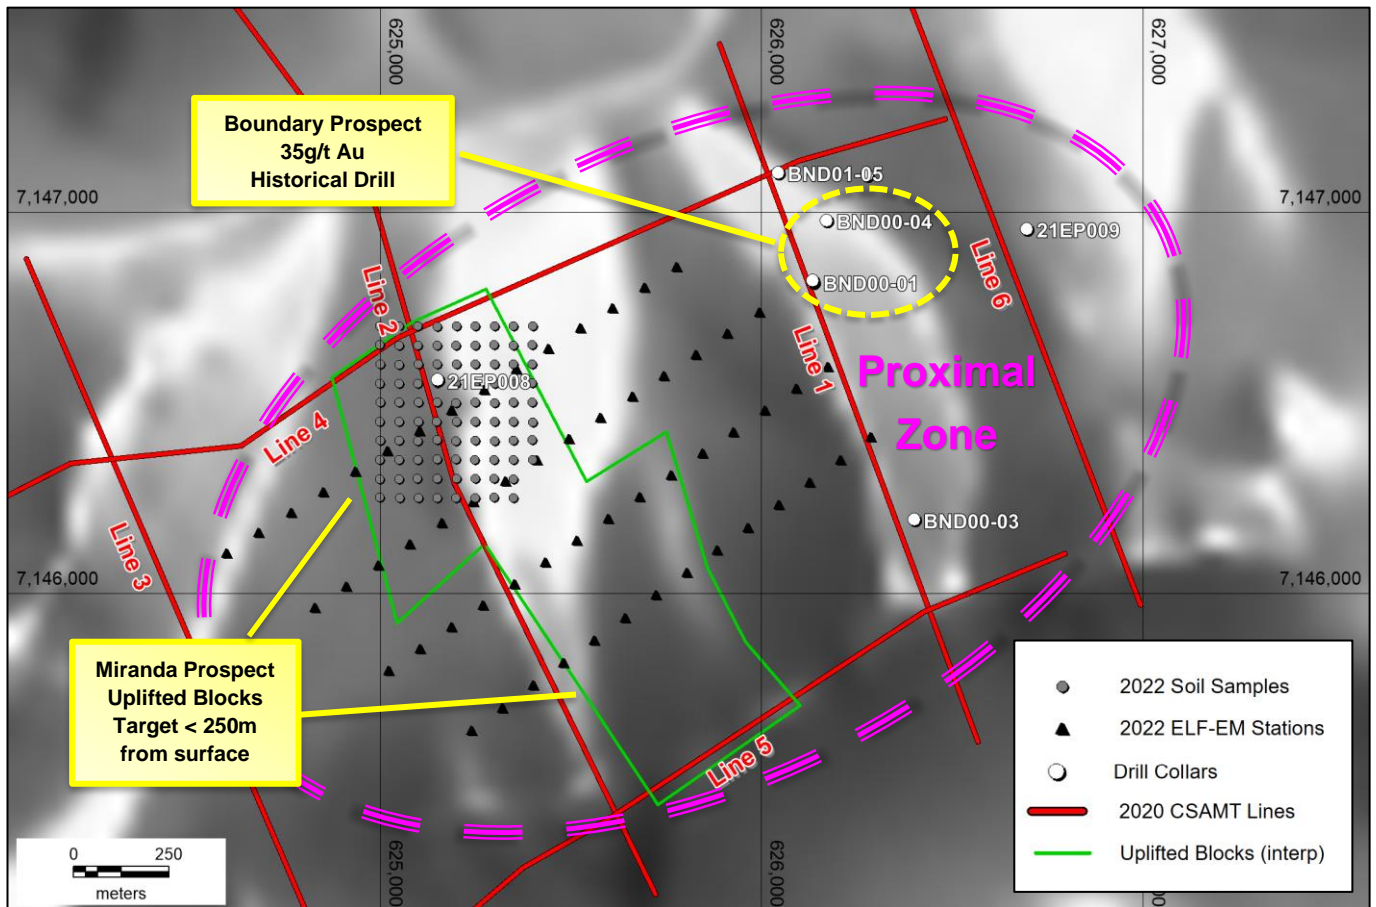 625,000
626,000
627,000
Boundary Prospect
35g/t Au
Historical Drill
7,147,000
7,147,000
BND01-05
BND00-04
21EP009
BND00-01
Line 2
Line 6
Line 1
21EP008
Proximal
Zone
Line 4
Line 3
BND00-03
7,146,000
7,146,000
Miranda Prospect
Uplifted Blocks
Target < 250m
from surface
Line 5
2022 Soil Samples
2022 ELF-EM Stations
Drill Collars
2020 CSAMT Lines
Uplifted Blocks (interp)
0 250
meters
625,000
626,000